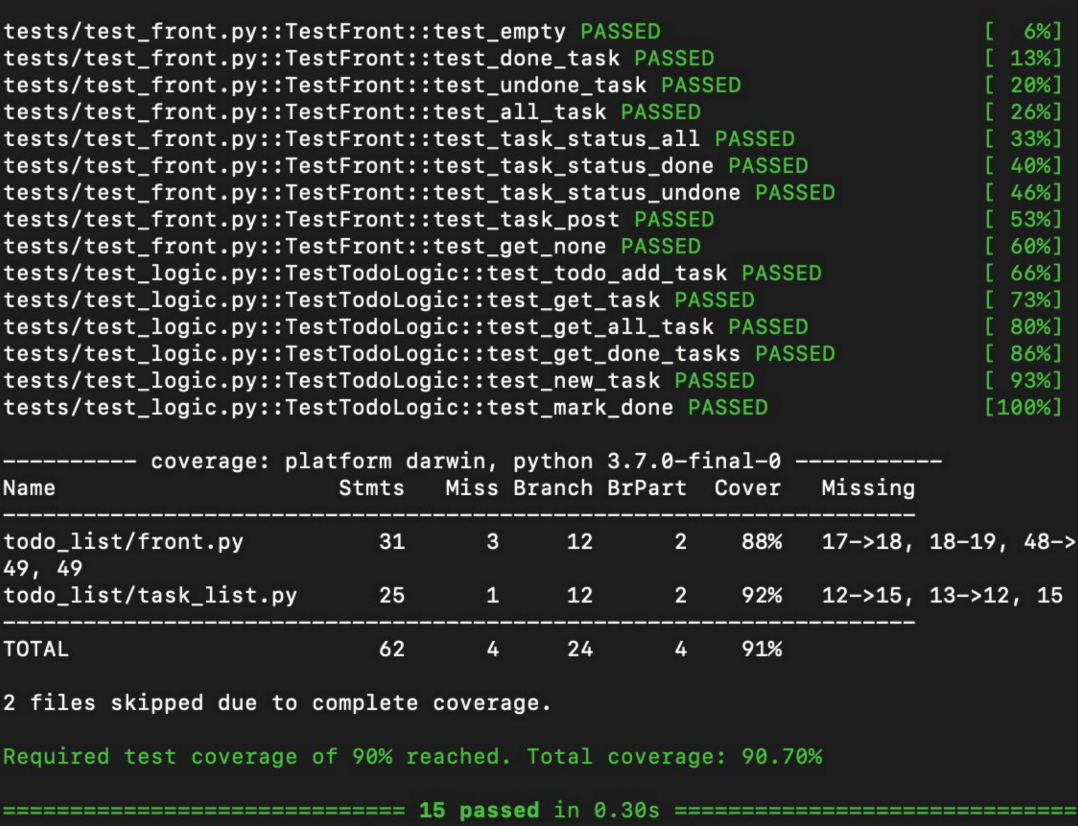 tests/test_front.py::TestFront::test_empty PASSED [  6%]
tests/test_front.py::TestFront::test_done_task PASSED [ 13%]
tests/test_front.py::TestFront::test_undone_task PASSED [ 20%]
tests/test_front.py::TestFront::test_all_task PASSED [ 26%]
tests/test_front.py::TestFront::test_task_status_all PASSED [ 33%]
tests/test_front.py::TestFront::test_task_status_done PASSED [ 40%]
tests/test_front.py::TestFront::test_task_status_undone PASSED [ 46%]
tests/test_front.py::TestFront::test_task_post PASSED [ 53%]
tests/test_front.py::TestFront::test_get_none PASSED [ 60%]
tests/test_logic.py::TestTodoLogic::test_todo_add_task PASSED [ 66%]
tests/test_logic.py::TestTodoLogic::test_get_task PASSED [ 73%]
tests/test_logic.py::TestTodoLogic::test_get_all_task PASSED [ 80%]
tests/test_logic.py::TestTodoLogic::test_get_done_tasks PASSED [ 86%]
tests/test_logic.py::TestTodoLogic::test_new_task PASSED [ 93%]
tests/test_logic.py::TestTodoLogic::test_mark_done PASSED [100%]
---------- coverage: platform darwin, python 3.7.0-final-0 -----------
Name                     Stmts   Miss Branch BrPart  Cover   Missing
--------------------------------------------------------------------
todo_list/front.py          31      3     12      2    88%   17->18, 18-19, 48->
49, 49
todo_list/task_list.py      25      1     12      2    92%   12->15, 13->12, 15
--------------------------------------------------------------------
TOTAL                       62      4     24      4    91%
2 files skipped due to complete coverage.
Required test coverage of 90% reached. Total coverage: 90.70%
============================== 15 passed in 0.30s ==============================